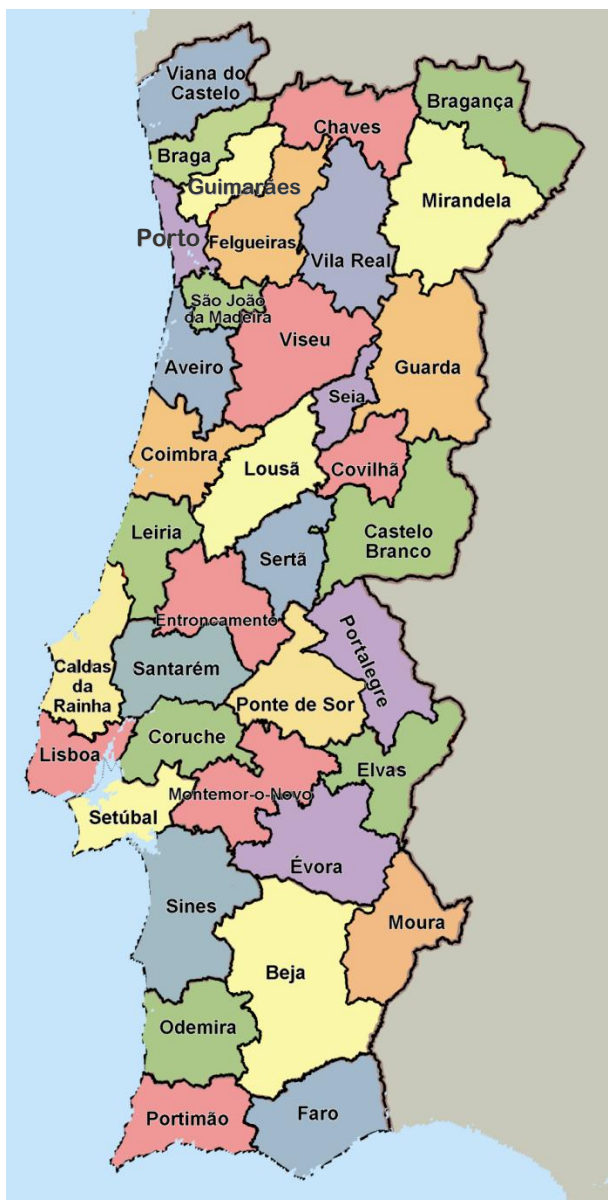 Viana do
Castelo
Bragança
Chaves
Braga
Guimarães
Mirandela
Porto
Felgueiras
Vila Real
São João
da Madeira
Viseu
Aveiro
Guarda
Seia
Coimbra
Lousã
Covilhã
Leiria
Castelo
Branco
Sertã
Entroncamento
Portalegre
Caldas
da
Rainha
Santarém
Ponte de Sor
Lisboa
Coruche
Elvas
Montemor-o-Novo
Setúbal
Évora
Sines
Moura
Beja
Odemira
Portimão
Faro